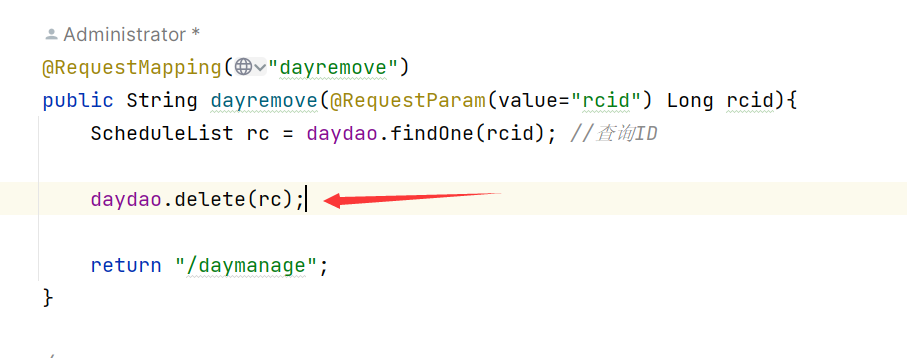 Administrator *
@RequestMapping("dayremove")
public String dayremove(@RequestParam(value="rcid") Long rcid){
ScheduleList rc = daydao.findOne(rcid); //查询ID
daydao.delete(rc);
return "/daymanage";
}